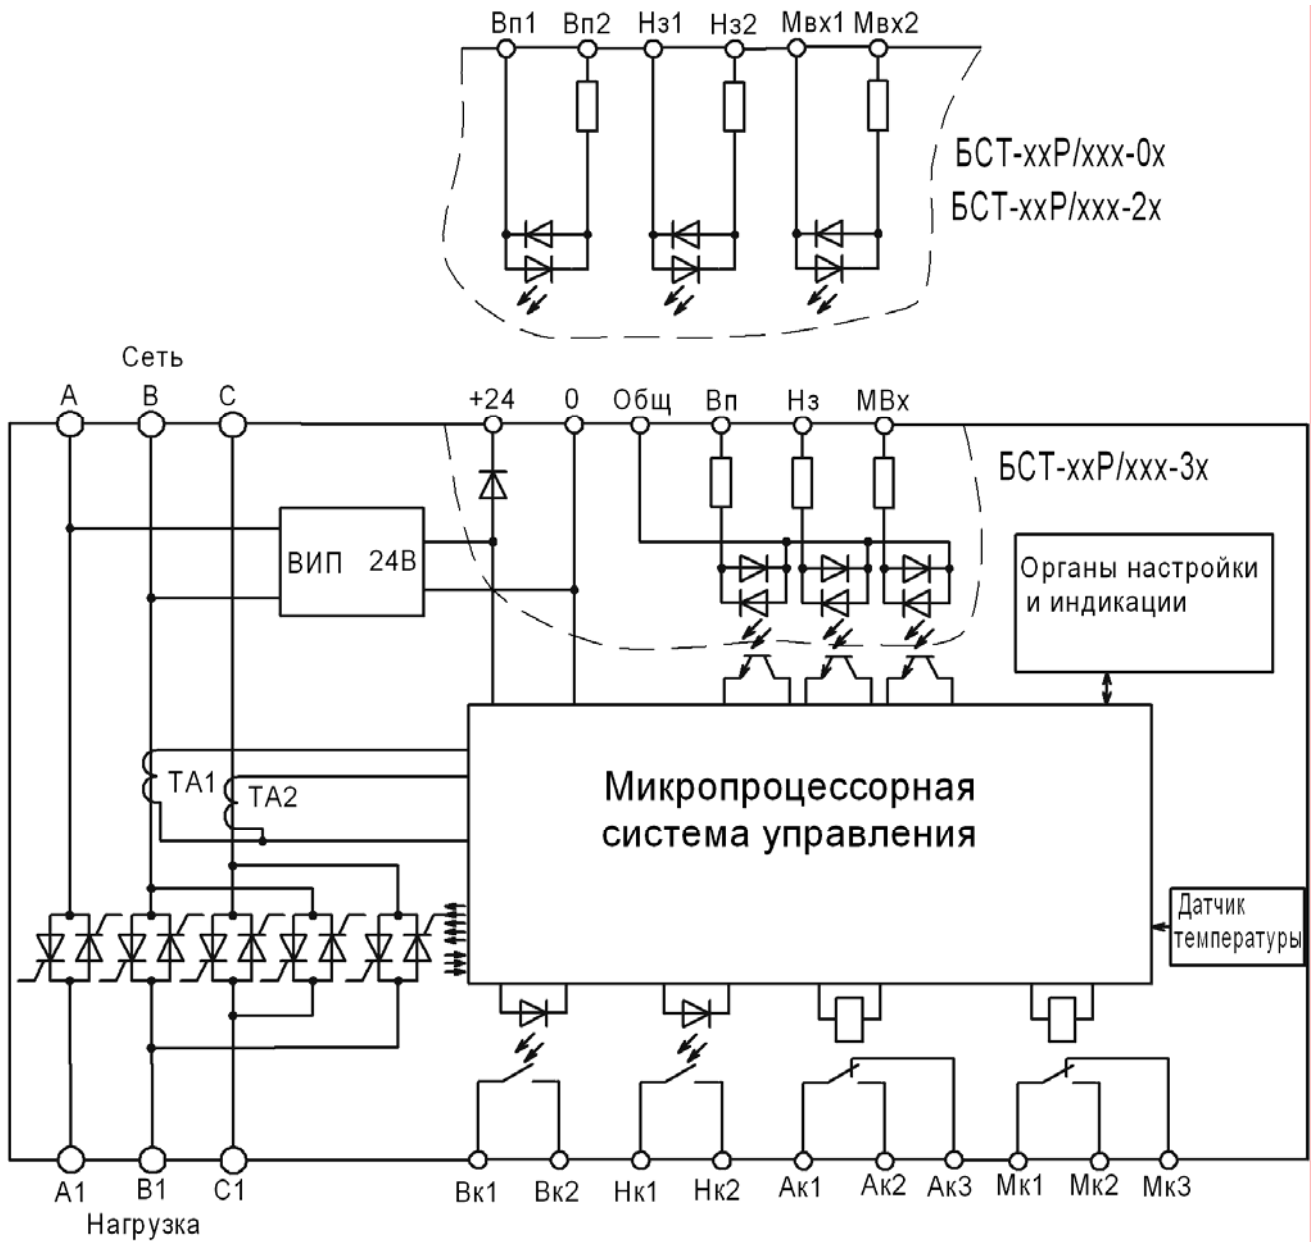 Вп1 Вп2 Нз1 Нз2 Мвх1 Мвх2
БСТ-ххР/ххх-0х
БСТ-ххР/ххх-2х
Сеть
А В С +24 0 Общ Вп Нз МВх
БСТ-ххР/ххх-3х
ВИП 24В
Органы настройки
и индикации
ТА1
ТА2
Микропроцессорная
система управления
Датчик
температуры
А1 В1 С1 Вк1 Вк2 Нк1 Нк2 Ак1 Ак2 Ак3 Мк1 Мк2 Мк3
Нагрузка